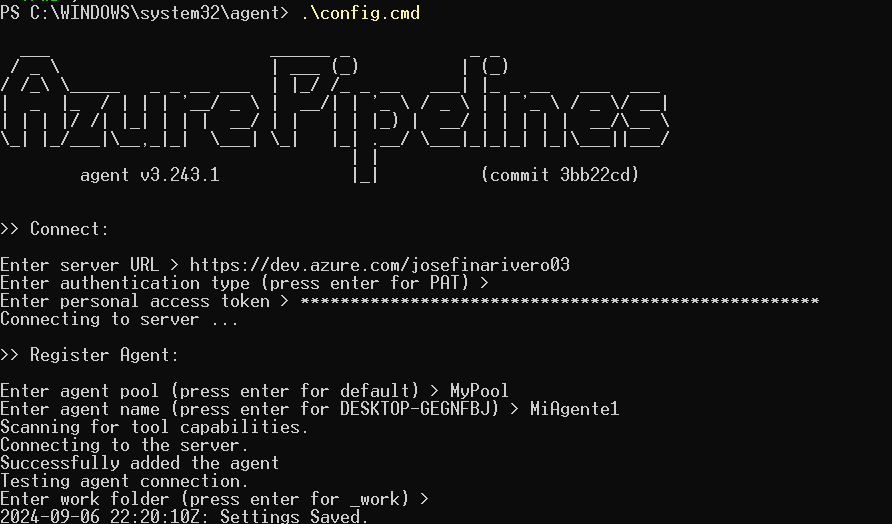 PS C:\WINDOWS\system32\agent> .\config.cmd
AzurePipelines
agent v3.243.1 (commit 3bb22cd)
>> Connect:
Enter server URL > https://dev.azure.com/josefinarivero03
Enter authentication type (press enter for PAT) >
Enter personal access token > ****************************************************
Connecting to server ...
>> Register Agent:
Enter agent pool (press enter for default) > MyPool
Enter agent name (press enter for DESKTOP-GEGNFBJ) > MiAgente1
Scanning for tool capabilities.
Connecting to the server.
Successfully added the agent
Testing agent connection.
Enter work folder (press enter for _work) >
2024-09-06 22:20:10Z: Settings Saved.